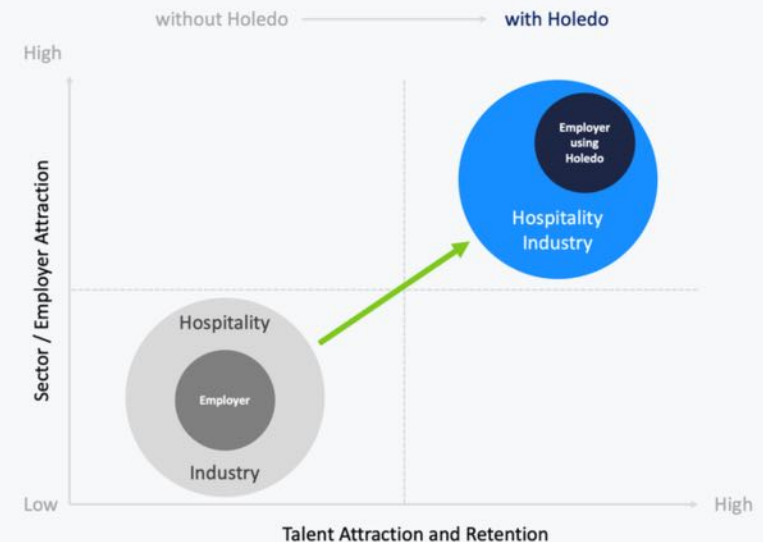 without Holedo
with Holedo
High
Employer
using
Holedo
Hospitality
Industry
Sector / Employer Attraction
Hospitality
Employer
Industry
Low
High
Talent Attraction and Retention